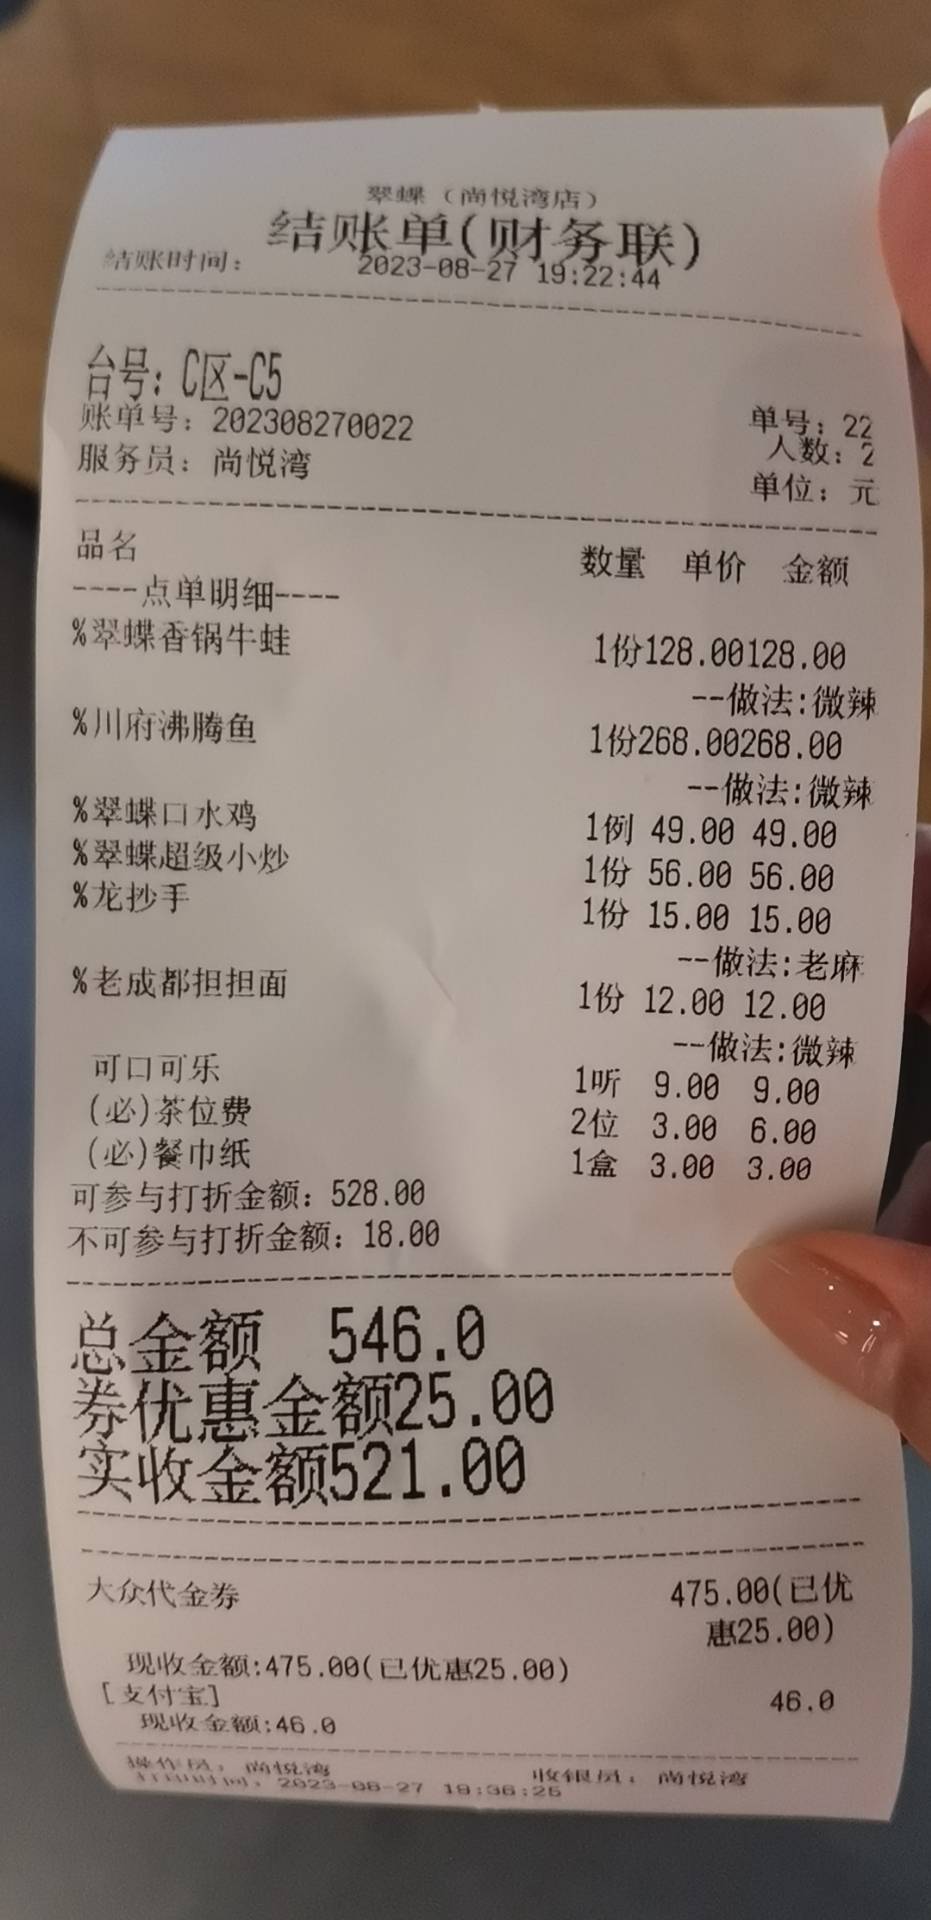 翠蝶（尚悦湾店）
结账单(财务联)
结账时间： 2023-08-27 19:22:44
台号: C区-C5
账单号：202308270022 单号：22
服务员：尚悦湾 人数：2
单位：元
品名 数量 单价 金额
----点单明细----
%翠蝶香锅牛蛙 1份128.00128.00
--做法:微辣
%川府沸腾鱼 1份268.00268.00
--做法:微辣
%翠蝶口水鸡 1例 49.00 49.00
%翠蝶超级小炒 1份 56.00 56.00
%龙抄手 1份 15.00 15.00
--做法:老麻
%老成都担担面 1份 12.00 12.00
--做法:微辣
可口可乐 1听 9.00 9.00
(必)茶位费 2位 3.00 6.00
(必)餐巾纸 1盒 3.00 3.00
可参与打折金额：528.00
不可参与打折金额：18.00
总金额 546.0
券优惠金额25.00
实收金额521.00
大众代金券 475.00(已优
惠25.00)
现收金额:475.00(已优惠25.00)
[支付宝] 46.0
现收金额:46.0
操作员：尚悦湾 收银员：尚悦湾
打印时间：2023-08-27